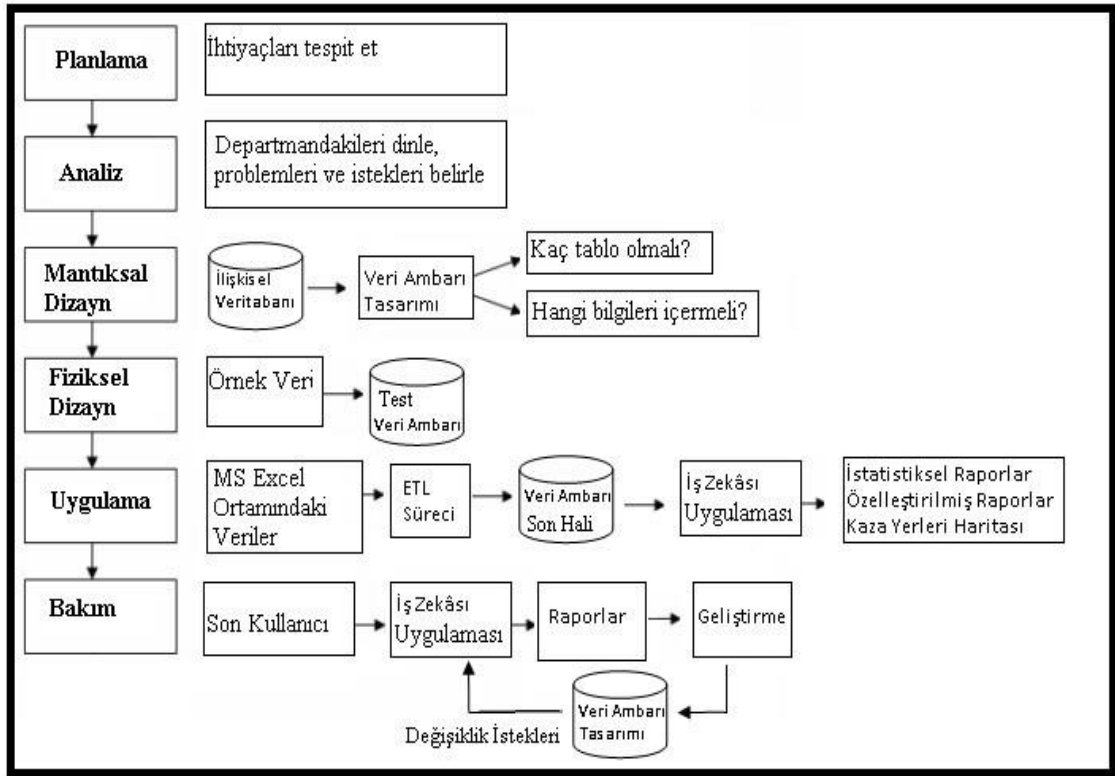 Planlama
İhtiyaçları tespit et
Analiz
Departmandakileri dinle,
problemleri ve istekleri belirle
Mantıksal
Dizayn
İlişkisel
Veritabanı
Veri Ambarı
Tasarımı
Kaç tablo olmalı?
Hangi bilgileri içermeli?
Fiziksel
Dizayn
Örnek Veri
Test
Veri Ambarı
Uygulama
MS Excel
Ortamındaki
Veriler
ETL
Süreci
Veri Ambarı
Son Hali
İş Zekâsı
Uygulaması
İstatistiksel Raporlar
Özelleştirilmiş Raporlar
Kaza Yerleri Haritası
Bakım
Son Kullanıcı
İş Zekâsı
Uygulaması
Raporlar
Geliştirme
Veri Ambarı
Tasarımı
Değişiklik İstekleri